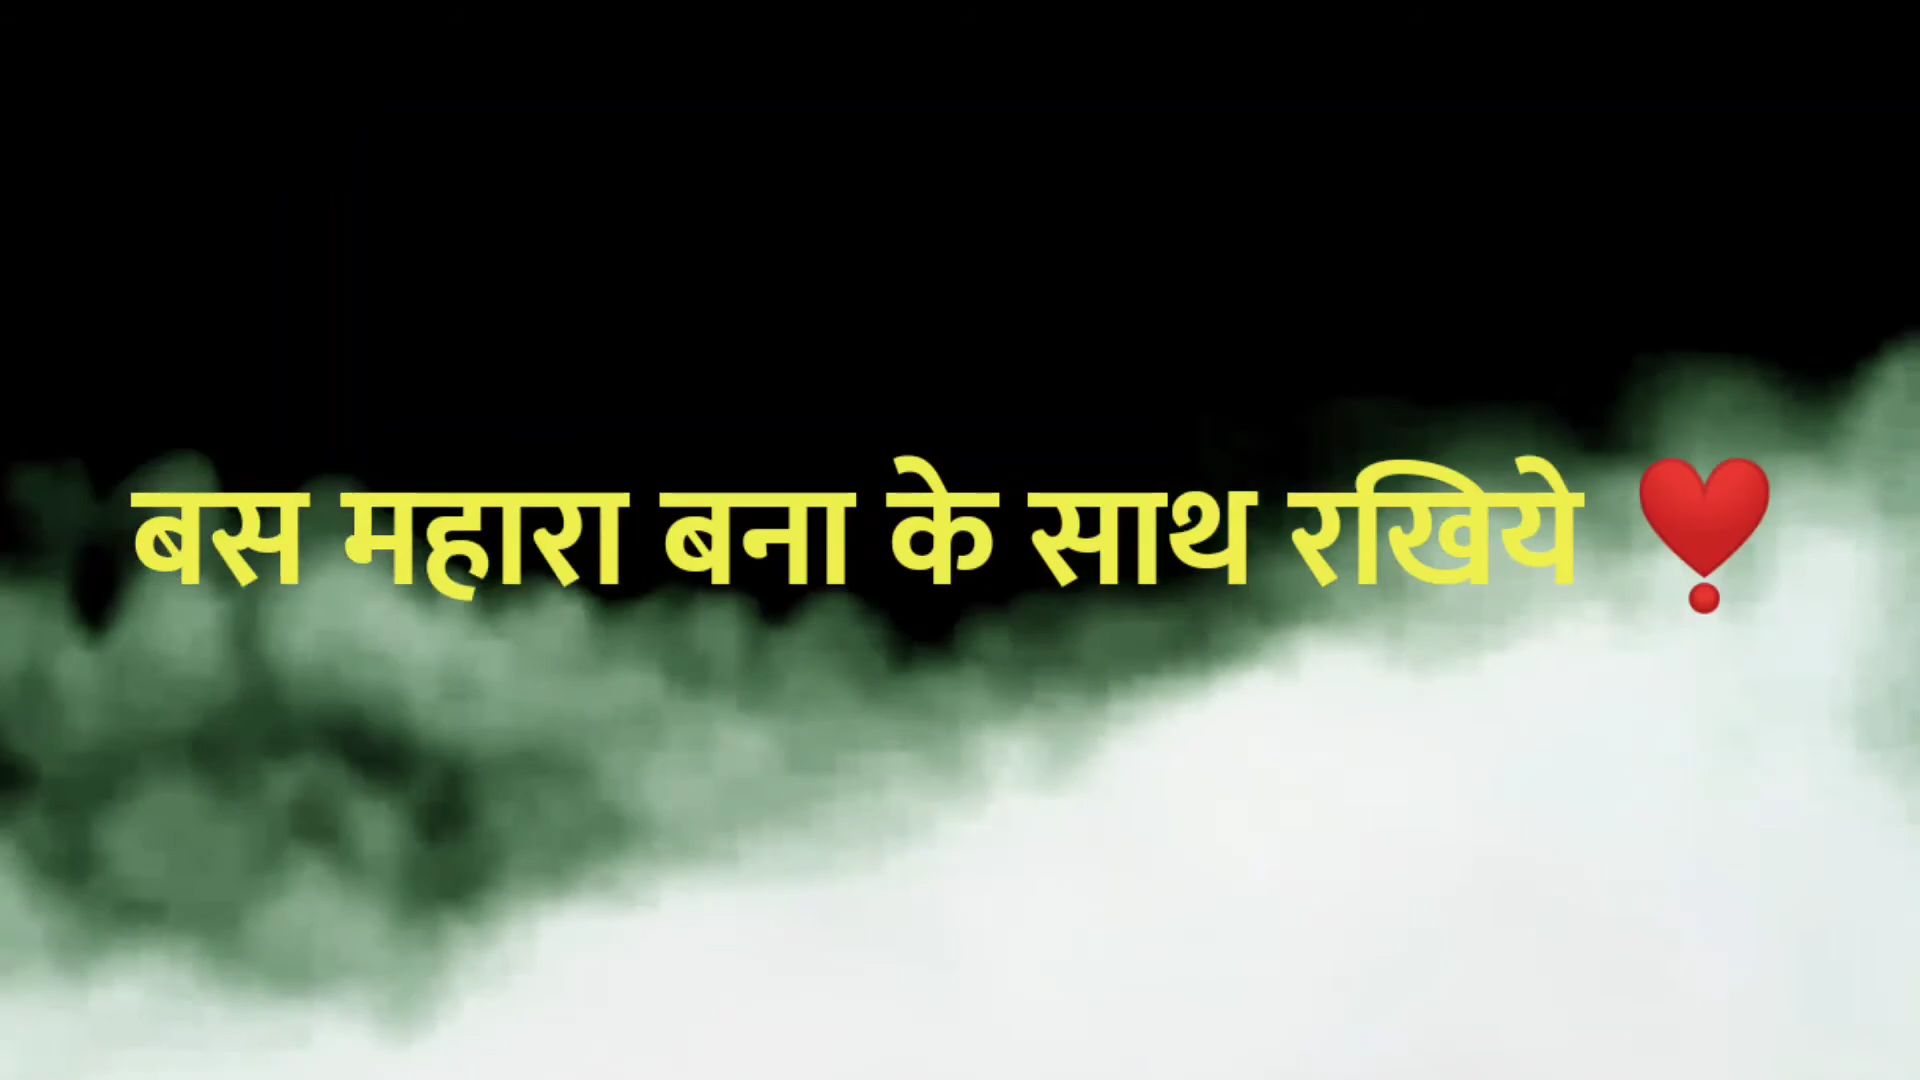 बस महारा बना के साथ रखिये ❣️